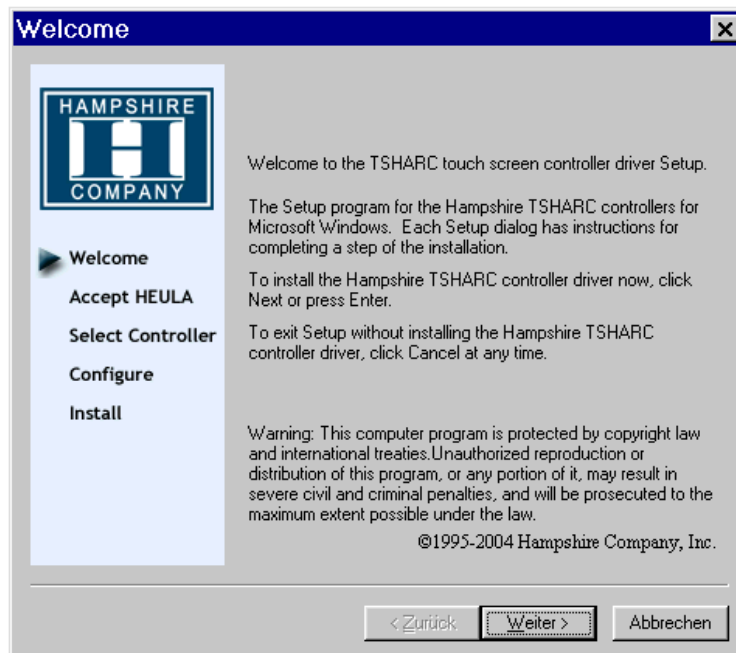 Welcome
HAMPSHIRE
H
COMPANY
Welcome
Accept HEULA
Select Controller
Configure
Install
Welcome to the TSHARC touch screen controller driver Setup.
The Setup program for the Hampshire TSHARC controllers for
Microsoft Windows.  Each Setup dialog has instructions for
completing a step of the installation.
To install the Hampshire TSHARC controller driver now, click
Next or press Enter.
To exit Setup without installing the Hampshire TSHARC
controller driver, click Cancel at any time.
Warning: This computer program is protected by copyright law
and international treaties.Unauthorized reproduction or
distribution of this program, or any portion of it, may result in
severe civil and criminal penalties, and will be prosecuted to the
maximum extent possible under the law.
©1995-2004 Hampshire Company, Inc.
< Zurück
Weiter >
Abbrechen